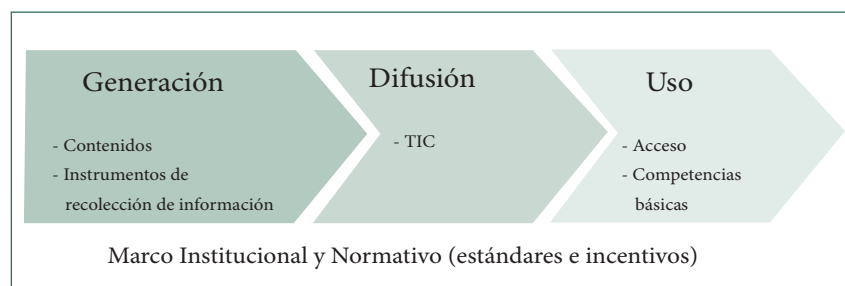 Generación
- Contenidos
- Instrumentos de
recolección de información
Difusión
- TIC
Uso
- Acceso
- Competencias
básicas
Marco Institucional y Normativo (estándares e incentivos)